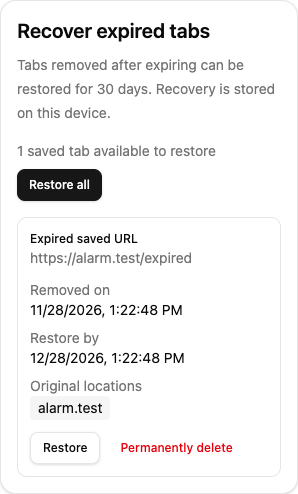 Recover expired tabs
Tabs removed after expiring can be
restored for 30 days. Recovery is stored
on this device.
1 saved tab available to restore
Restore all
Expired saved URL
https://alarm.test/expired
Removed on
11/28/2026, 1:22:48 PM
Restore by
12/28/2026, 1:22:48 PM
Original locations
alarm.test
Restore
Permanently delete